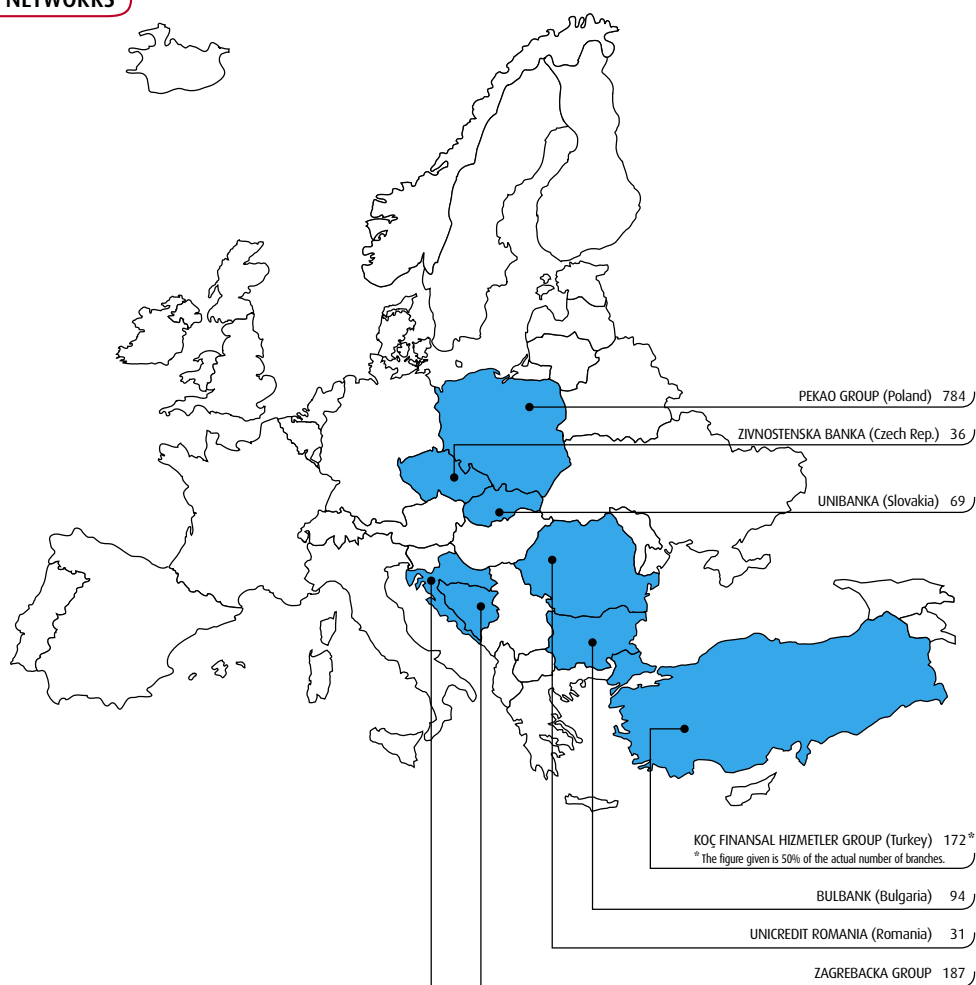 NETWORKS
PEKAO GROUP (Poland) 784
ZIVNOSTENSKA BANKA (Czech Rep.) 36
UNIBANKA (Slovakia) 69
KOÇ FINANSAL HIZMETLER GROUP (Turkey) 172*
* The figure given is 50% of the actual number of branches.
BULBANK (Bulgaria) 94
UNICREDIT ROMANIA (Romania) 31
ZAGREBACKA GROUP 187